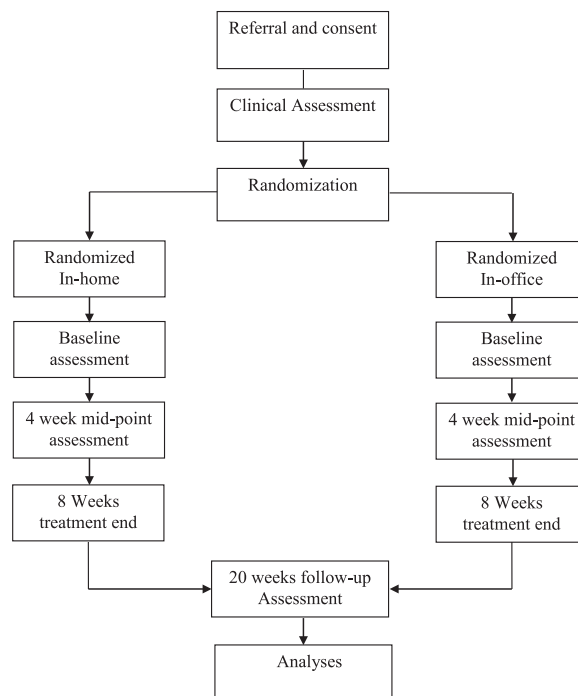 Referral and consent
Clinical Assessment
Randomization
Randomized
In-home
Randomized
In-office
Baseline
assessment
Baseline
assessment
4 week mid-point
assessment
4 week mid-point
assessment
8 Weeks
treatment end
8 Weeks
treatment end
20 weeks follow-up
Assessment
Analyses